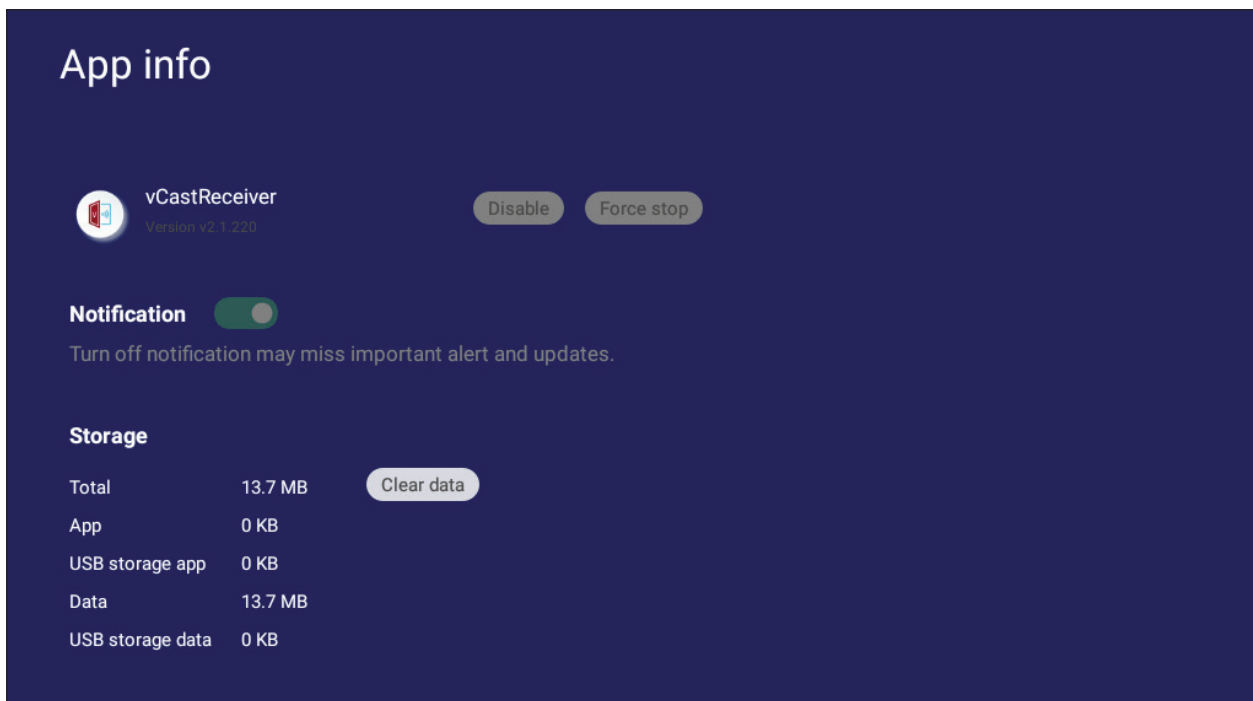 App info
vCastReceiver
Version v2.1.220
Disable
Force stop
Notification
Turn off notification may miss important alert and updates.
Storage
Total 13.7 MB Clear data
App 0 KB
USB storage app 0 KB
Data 13.7 MB
USB storage data 0 KB